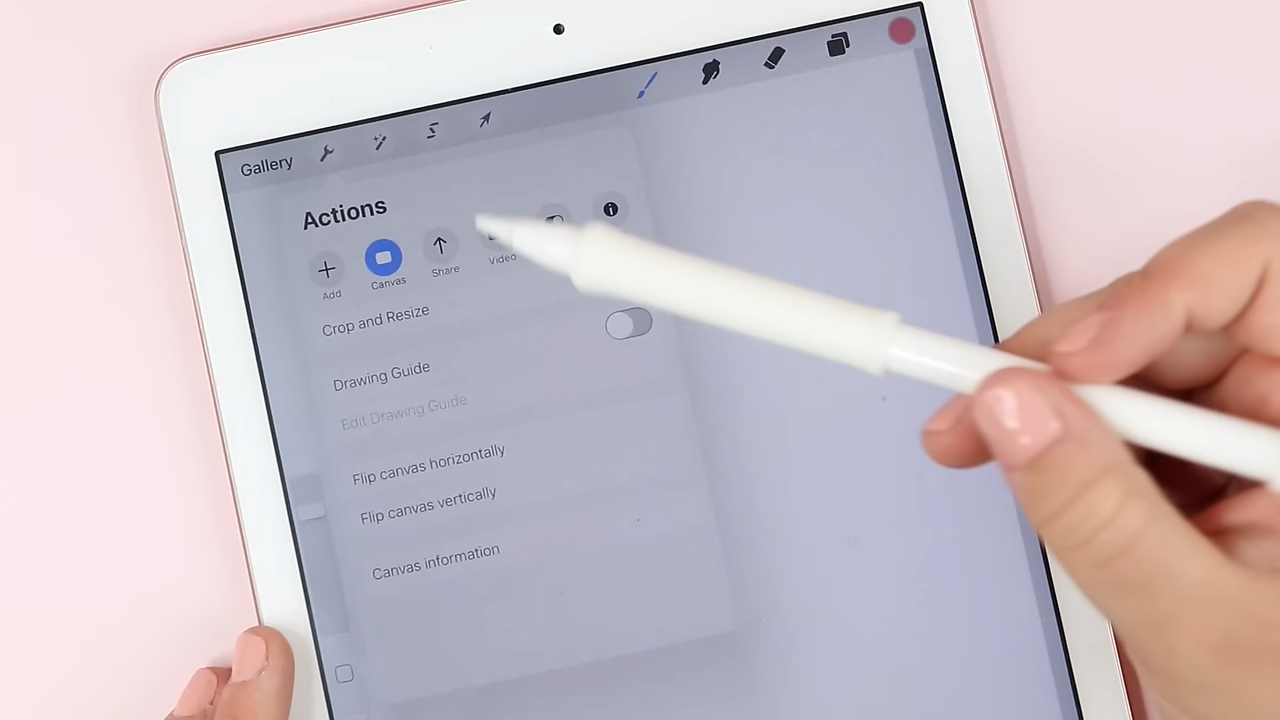 Gallery
Actions
Add
Canvas
Share
Video
Crop and Resize
Drawing Guide
Edit Drawing Guide
Flip canvas horizontally
Flip canvas vertically
Canvas information